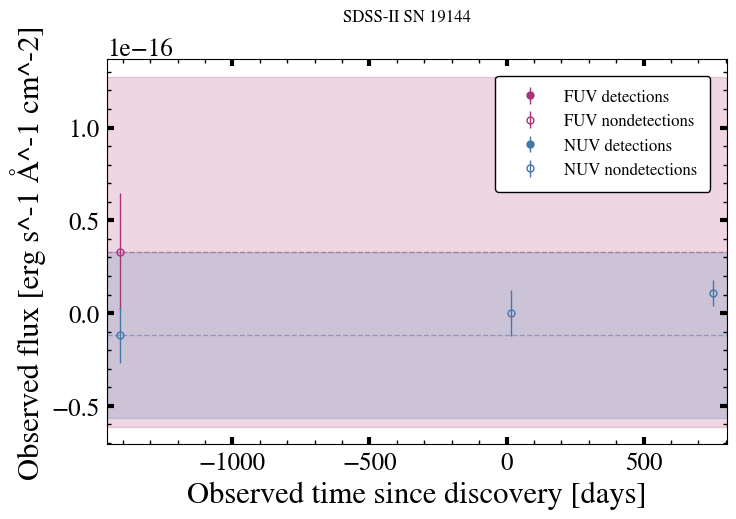 SDSS-II SN 19144
1e−16
Observed flux [erg s^-1 Å^-1 cm^-2]
1.0
0.5
0.0
−0.5
FUV detections
FUV nondetections
NUV detections
NUV nondetections
−1000
−500
0
500
Observed time since discovery [days]